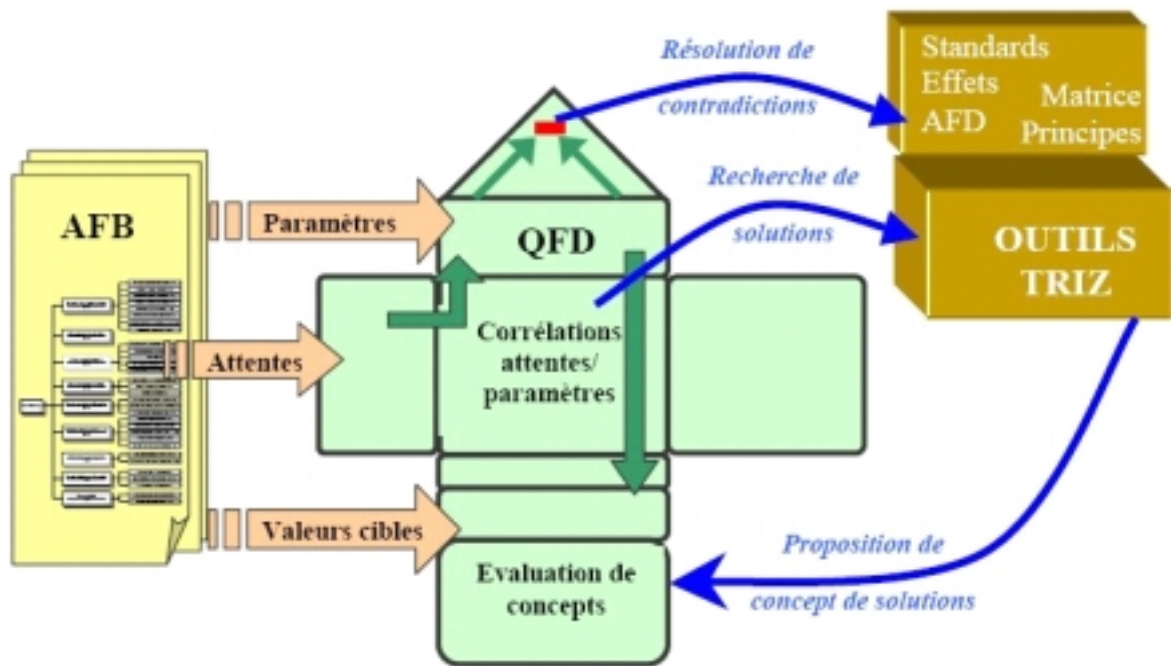 Résolution de
contradictions
Standards
Effets
AFD
Matrice
Principes
AFB
Paramètres
QFD
Recherche de
solutions
OUTILS
TRIZ
Attentes
Corrélations
attentes/
paramètres
Valeurs cibles
Evaluation de
concepts
Proposition de
concept de solutions